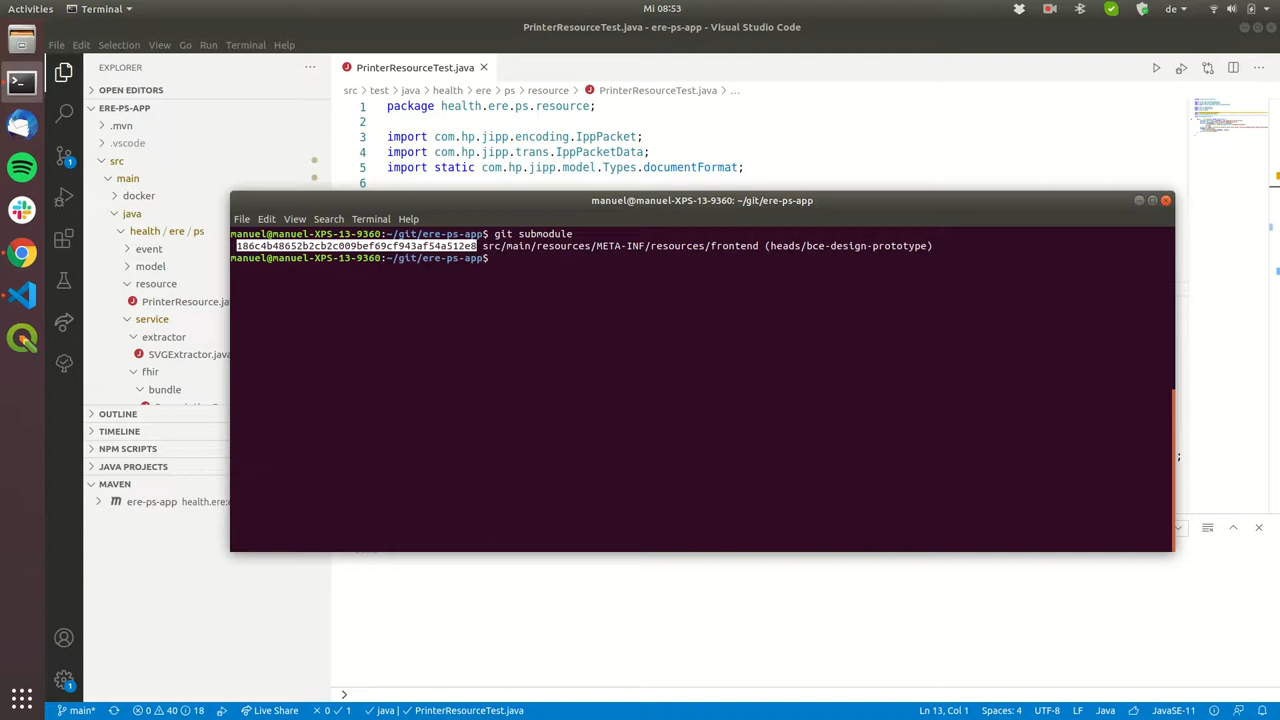 Activities
Terminal
Mi 08:53
de
PrinterResourceTest.java - ere-ps-app - Visual Studio Code
File Edit Selection View Go Run Terminal Help
EXPLORER
PrinterResourceTest.java
OPEN EDITORS
src > test > java > health > ere > ps > resource > PrinterResourceTest.java > ...
ERE-PS-APP
1 package health.ere.ps.resource;
.mvn
2
.vscode
3 import com.hp.jipp.encoding.IppPacket;
src
4 import com.hp.jipp.trans.IppPacketData;
5 import static com.hp.jipp.model.Types.documentFormat;
main
6
docker
java
health / ere / ps
event
model
resource
PrinterResource.ja
service
extractor
SVGExtractor.java
fhir
bundle
OUTLINE
TIMELINE
NPM SCRIPTS
JAVA PROJECTS
MAVEN
ere-ps-app health.ere:
manuel@manuel-XPS-13-9360: ~/git/ere-ps-app
File Edit View Search Terminal Help
manuel@manuel-XPS-13-9360:~/git/ere-ps-app$ git submodule
186c4b48652b2cb2c009bef69cf943af54a512e8 src/main/resources/META-INF/resources/frontend (heads/bce-design-prototype)
manuel@manuel-XPS-13-9360:~/git/ere-ps-app$
;
>
main* 0 40 18 Live Share 0 1 java PrinterResourceTest.java Ln 13, Col 1 Spaces: 4 UTF-8 LF Java JavaSE-11